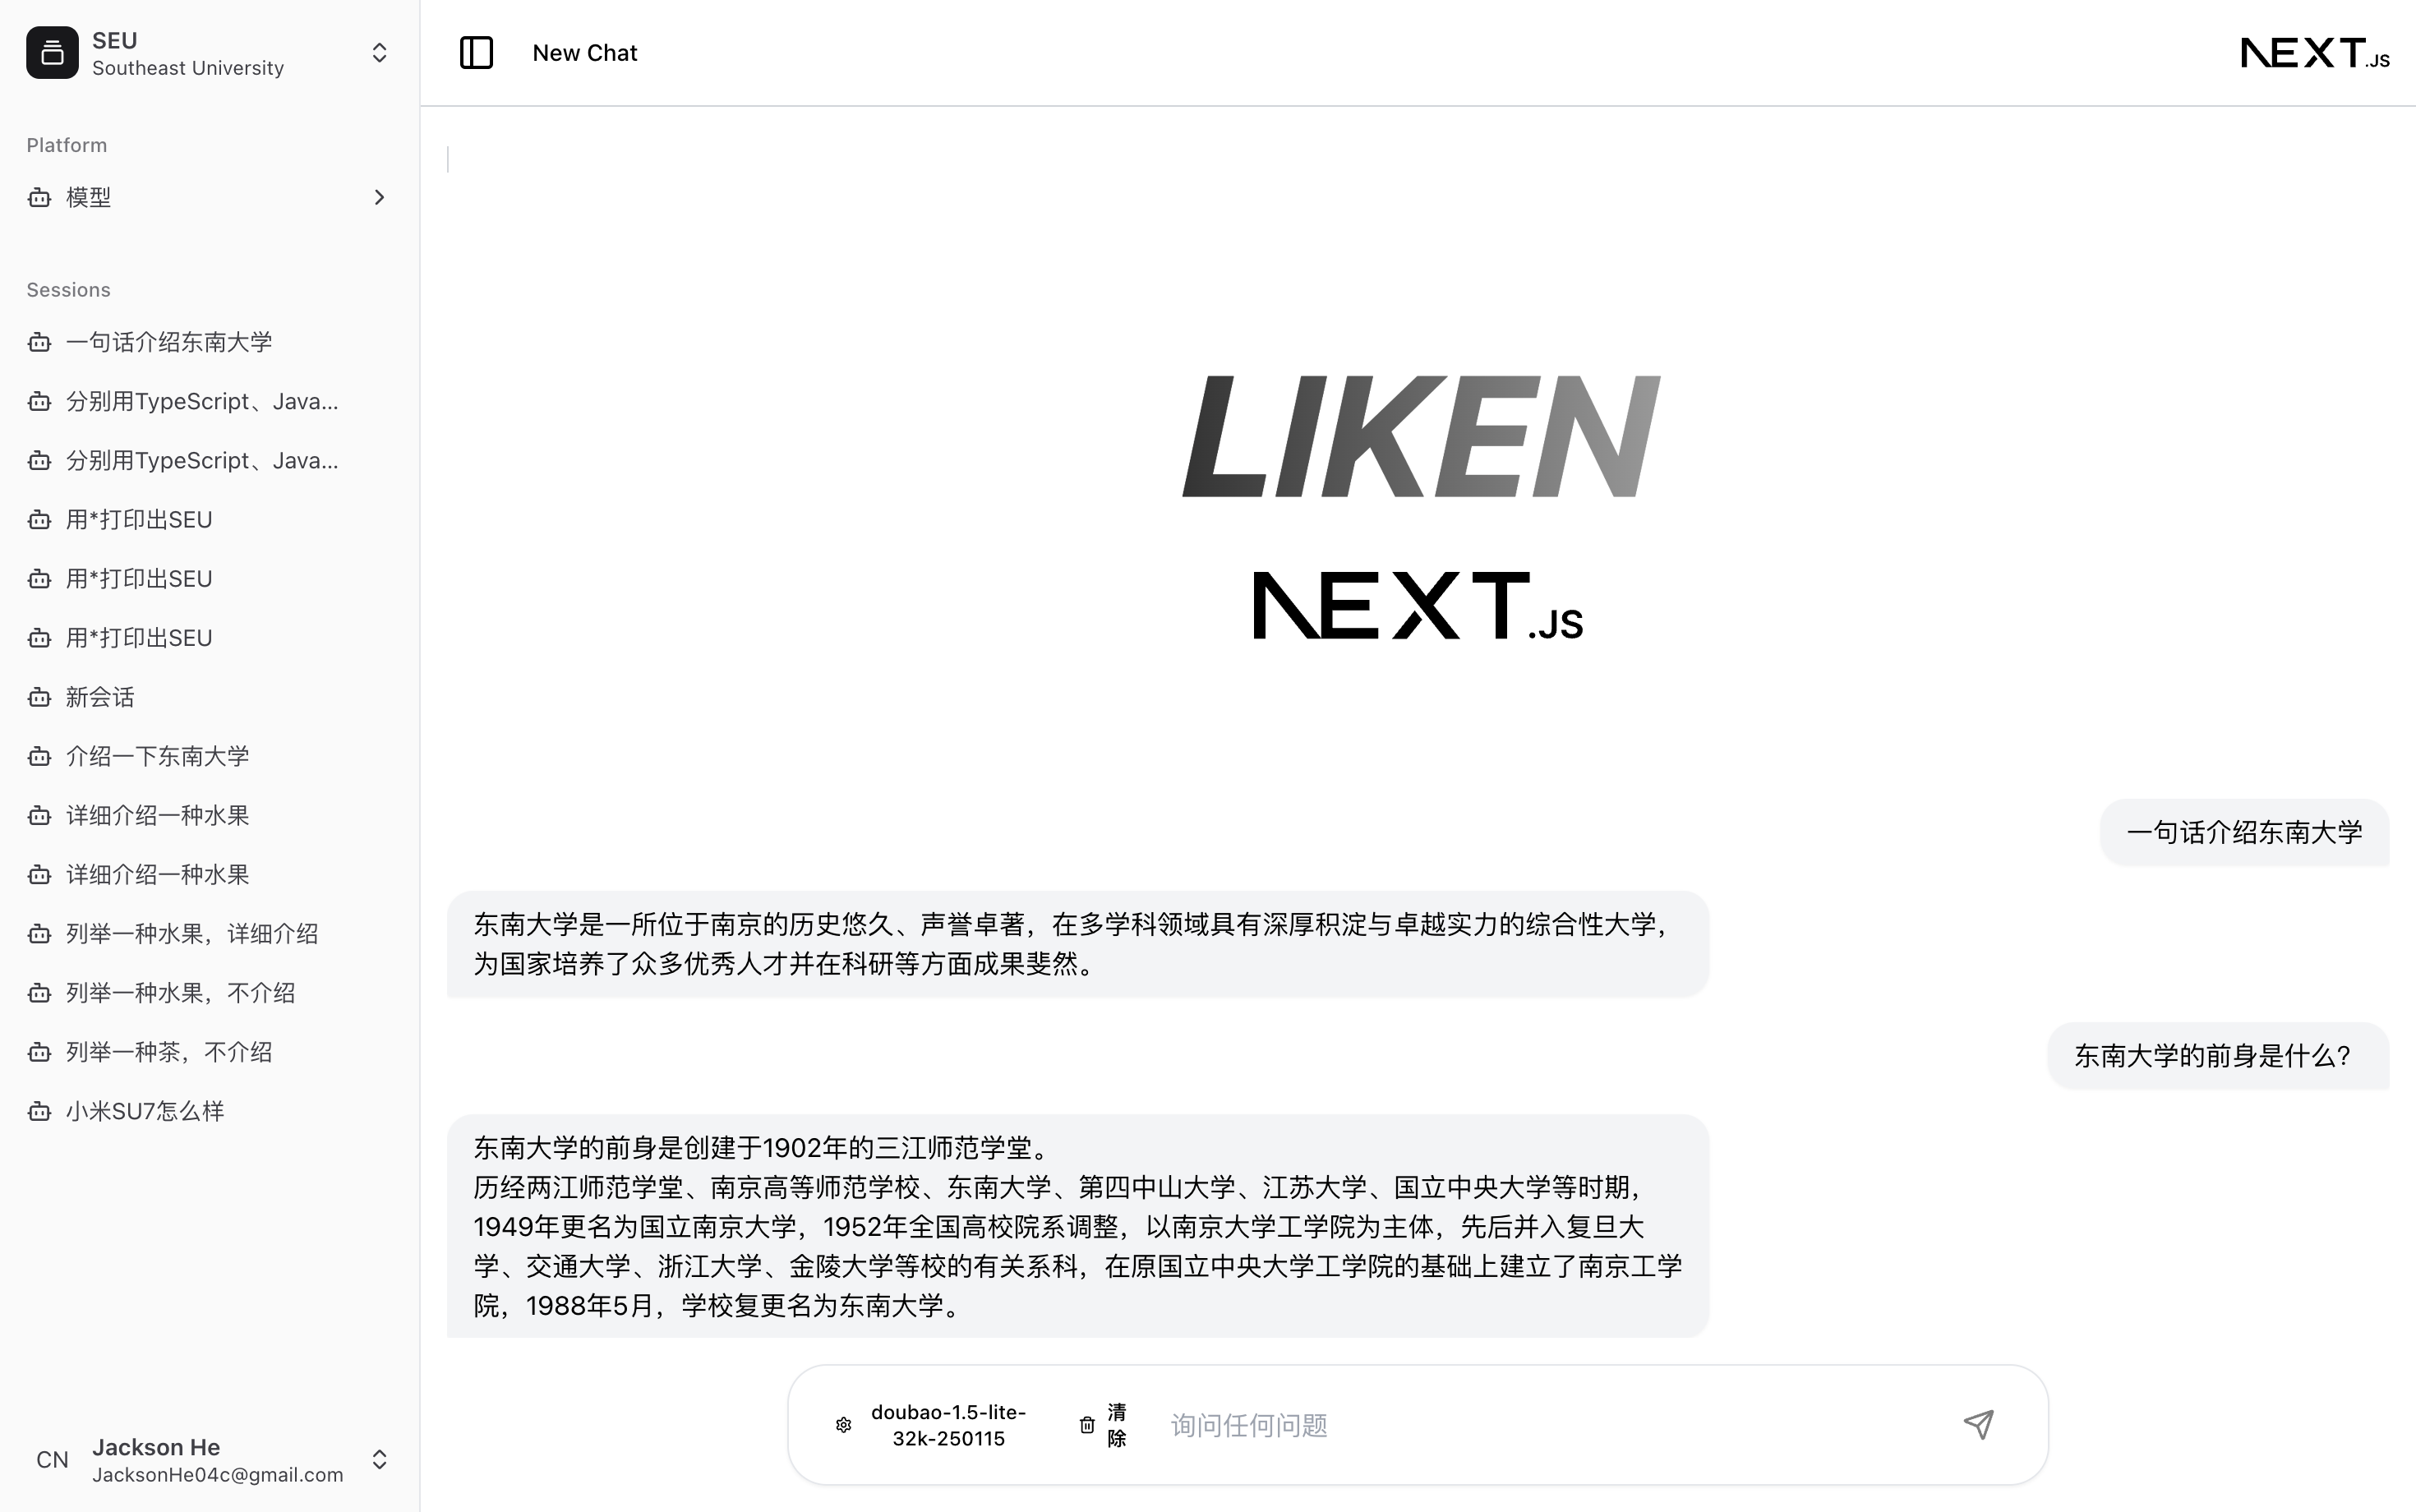 SEU
Southeast University
Platform
模型
Sessions
一句话介绍东南大学
分别用TypeScript、Java...
分别用TypeScript、Java...
用*打印出SEU
用*打印出SEU
用*打印出SEU
新会话
介绍一下东南大学
详细介绍一种水果
详细介绍一种水果
列举一种水果，详细介绍
列举一种水果，不介绍
列举一种茶，不介绍
小米SU7怎么样
CN
Jackson He
JacksonHe04c@gmail.com
New Chat
NEXT.JS
LIKEN
NEXT.JS
一句话介绍东南大学
东南大学是一所位于南京的历史悠久、声誉卓著，在多学科领域具有深厚积淀与卓越实力的综合性大学，
为国家培养了众多优秀人才并在科研等方面成果斐然。
东南大学的前身是什么？
东南大学的前身是创建于1902年的三江师范学堂。
历经两江师范学堂、南京高等师范学校、东南大学、第四中山大学、江苏大学、国立中央大学等时期，
1949年更名为国立南京大学，1952年全国高校院系调整，以南京大学工学院为主体，先后并入复旦大
学、交通大学、浙江大学、金陵大学等校的有关系科，在原国立中央大学工学院的基础上建立了南京工学
院，1988年5月，学校复更名为东南大学。
doubao-1.5-lite-
32k-250115
清
除
询问任何问题